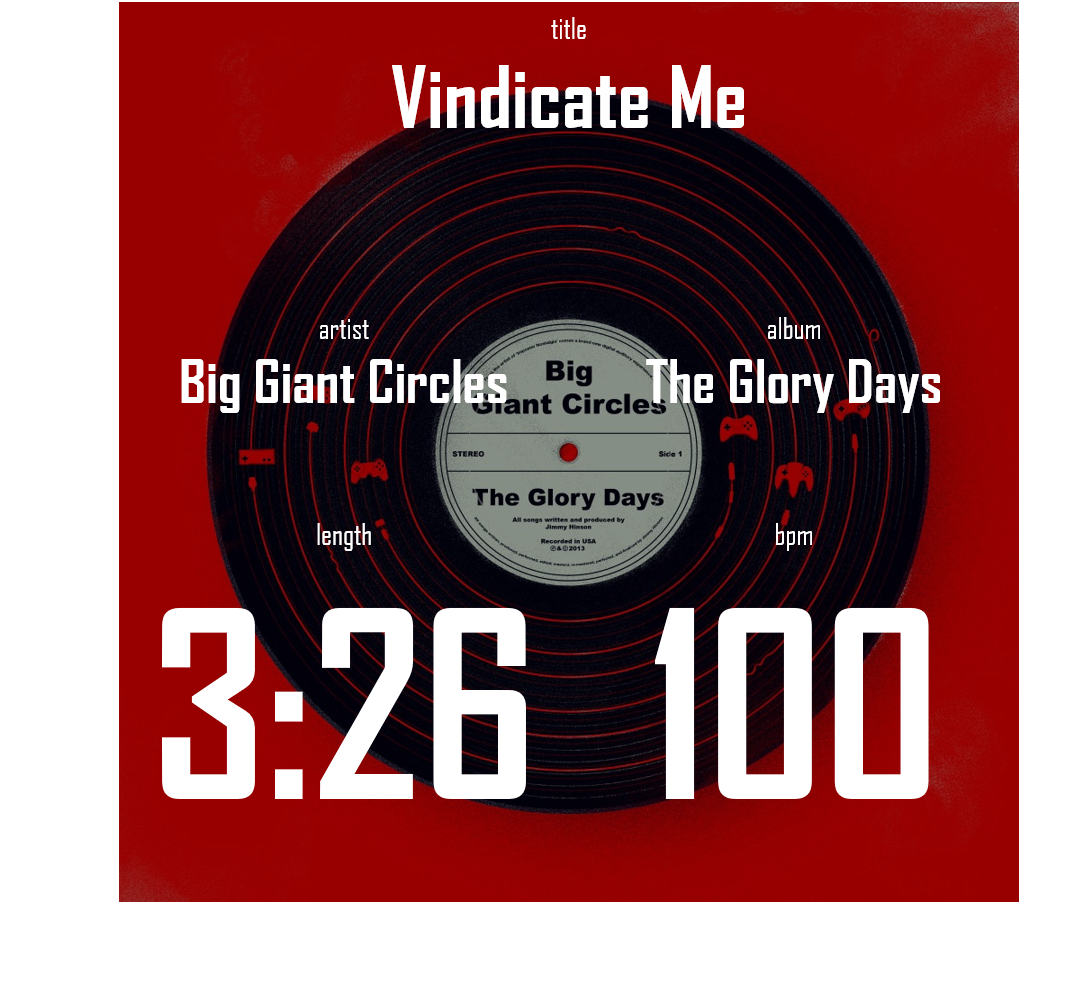 title
Vindicate Me
artist
Big Giant Circles
album
The Glory Days
Big
Giant Circles
STEREO
Side 1
The Glory Days
All songs written and produced by
Jimmy Hinson
Recorded in USA
℗&©2013
length
3:26
bpm
100